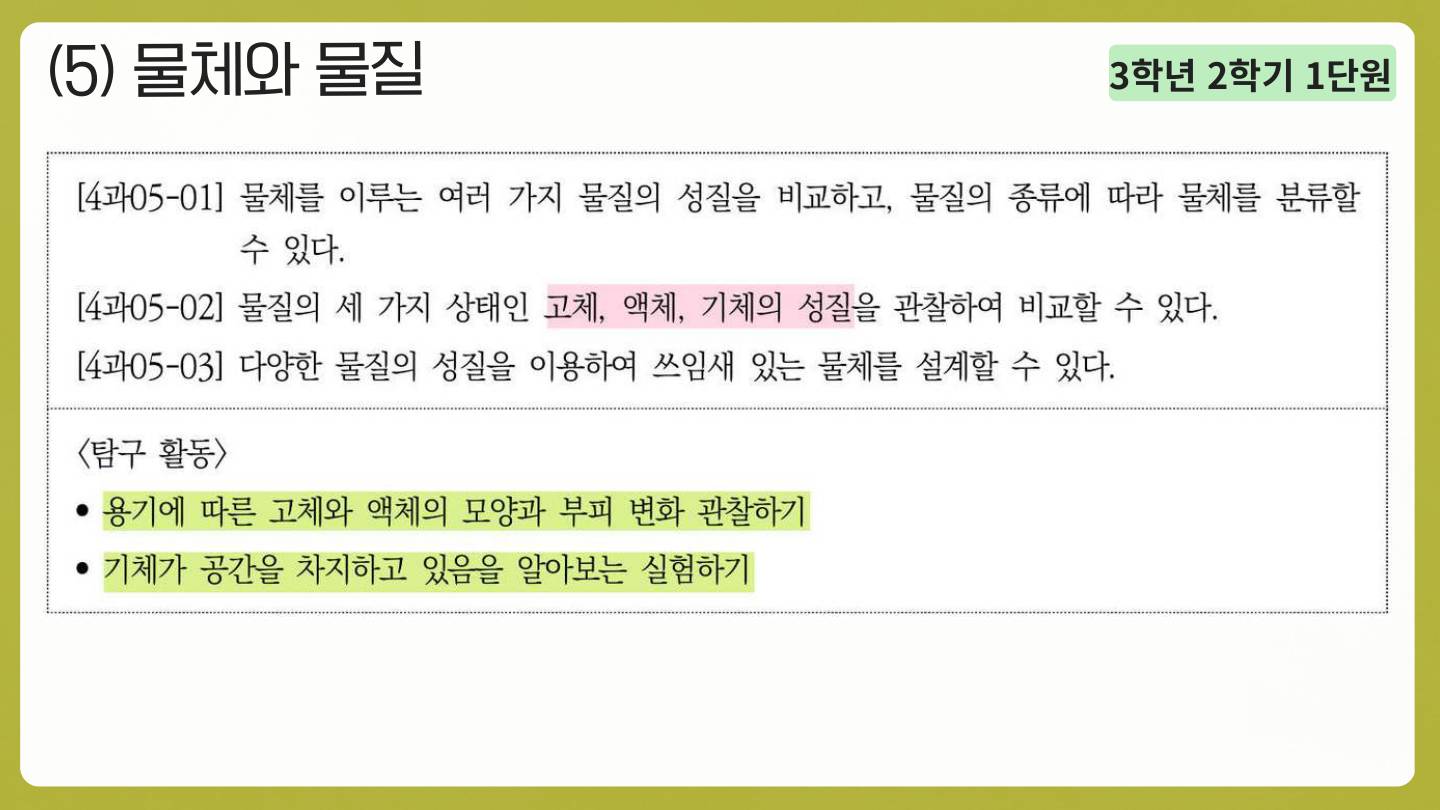 (5) 물체와 물질
3학년 2학기 1단원
[4과05-01] 물체를 이루는 여러 가지 물질의 성질을 비교하고, 물질의 종류에 따라 물체를 분류할
수 있다.
[4과05-02] 물질의 세 가지 상태인 고체, 액체, 기체의 성질을 관찰하여 비교할 수 있다.
[4과05-03] 다양한 물질의 성질을 이용하여 쓰임새 있는 물체를 설계할 수 있다.
〈탐구 활동〉
• 용기에 따른 고체와 액체의 모양과 부피 변화 관찰하기
• 기체가 공간을 차지하고 있음을 알아보는 실험하기